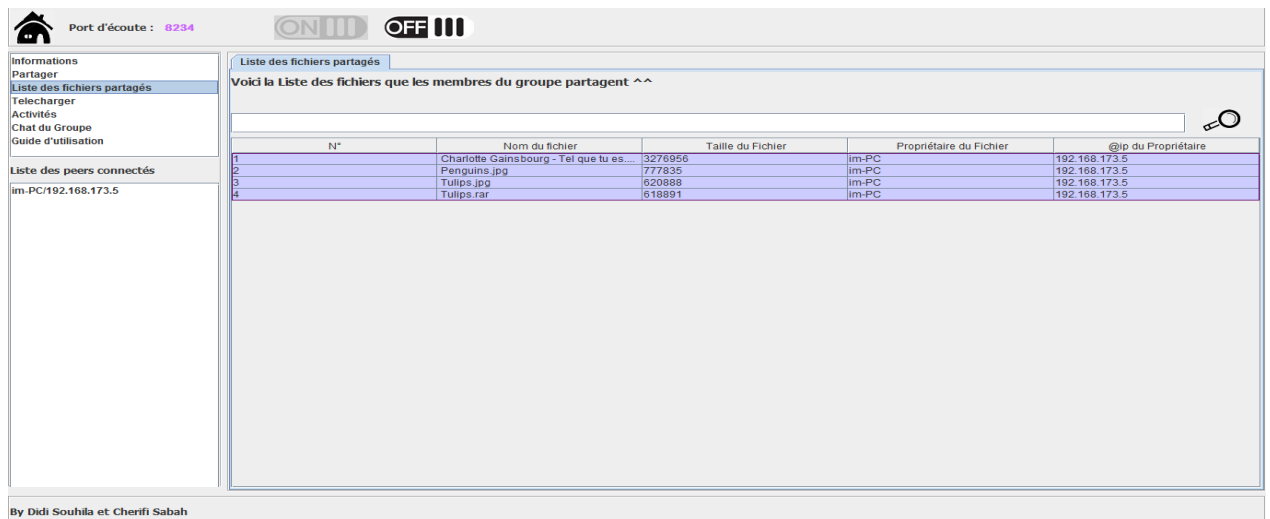 Port d'écoute : 8234
ON OFF
Informations
Partager
Liste des fichiers partagés
Telecharger
Activités
Chat du Groupe
Guide d'utilisation
Liste des peers connectés
im-PC/192.168.173.5
Liste des fichiers partagés
Voici la Liste des fichiers que les membres du groupe partagent ^^
N° Nom du fichier Taille du Fichier Propriétaire du Fichier @ip du Propriétaire
1 Charlotte Gainsbourg - Tel que tu es.... 3276956 im-PC 192.168.173.5
2 Penguins.jpg 777835 im-PC 192.168.173.5
3 Tulips.jpg 620888 im-PC 192.168.173.5
4 Tulips.rar 618891 im-PC 192.168.173.5
By Didi Souhila et Cherifi Sabah